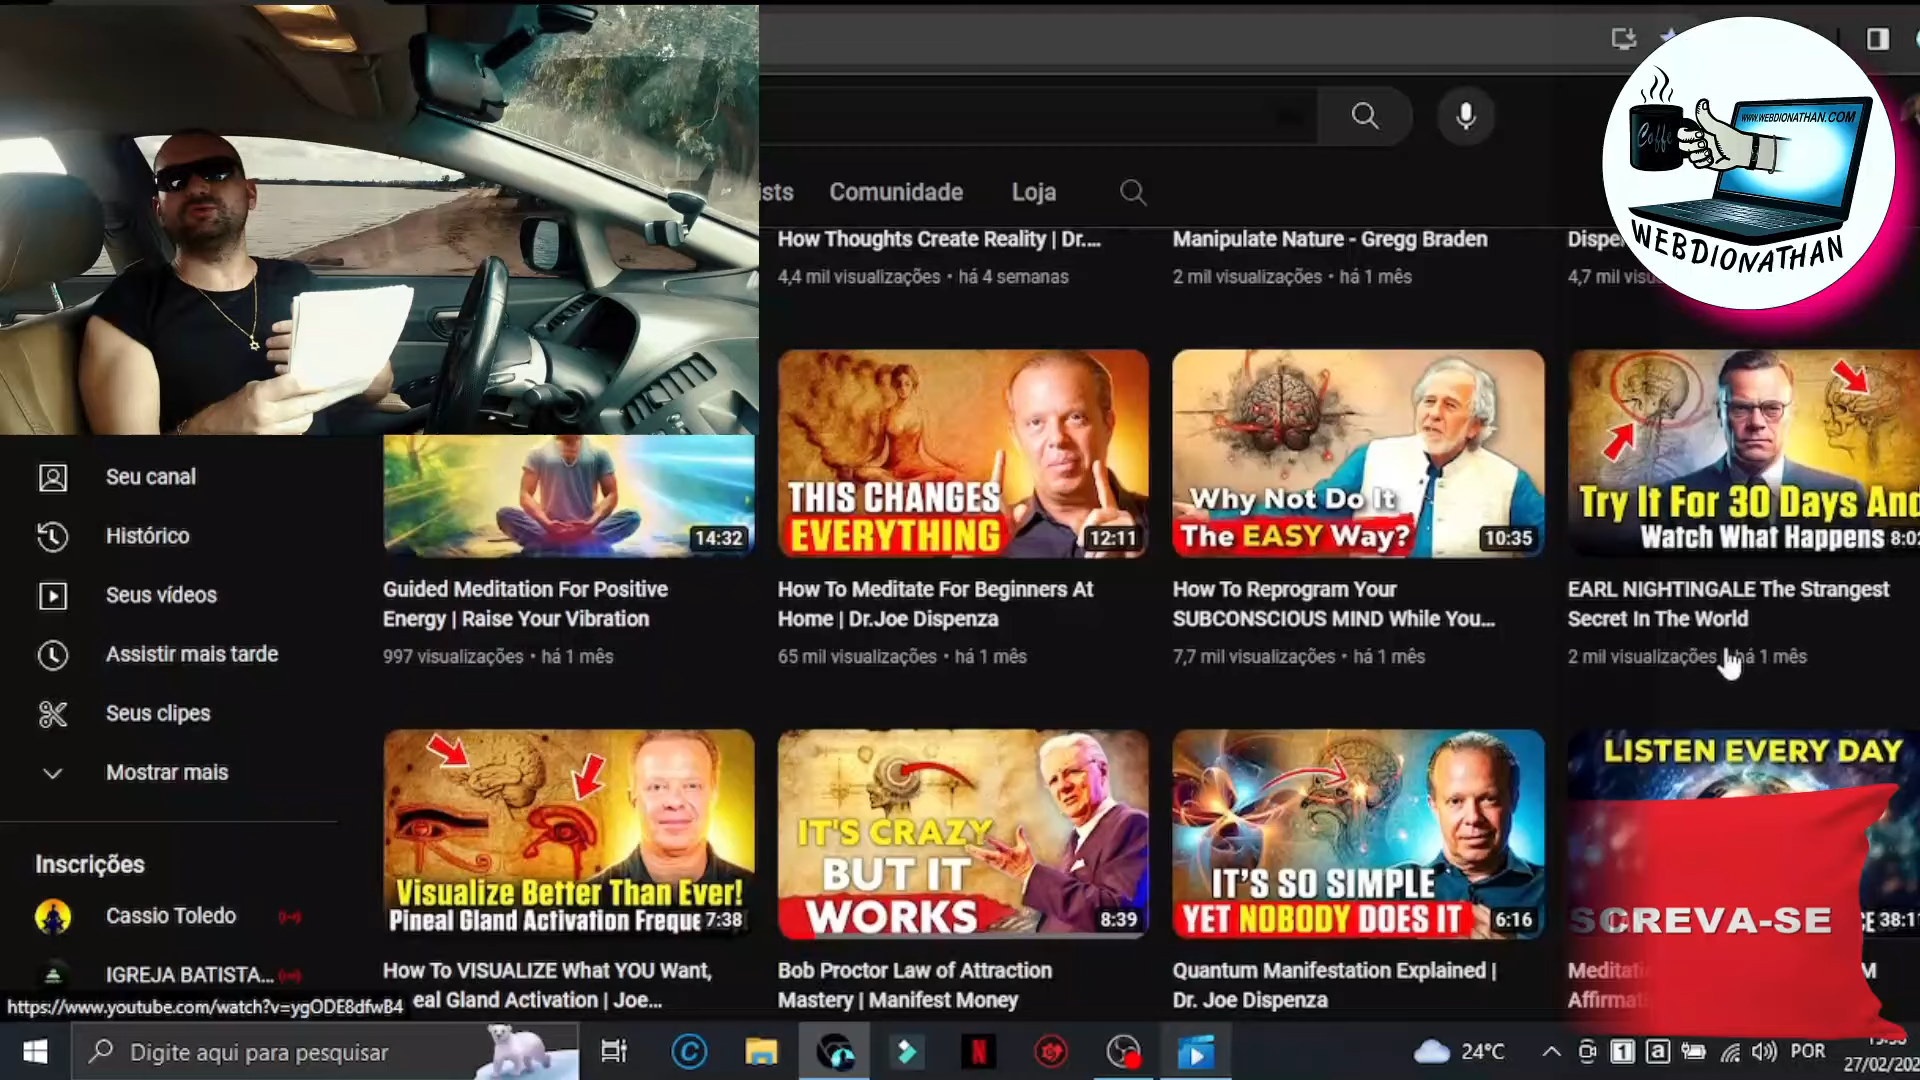 WWW.WEBDIONATHAN.COM
Coffe
WEBDIONATHAN
ists
Comunidade
Loja
How Thoughts Create Reality | Dr....
4,4 mil visualizações • há 4 semanas
Manipulate Nature - Gregg Braden
2 mil visualizações • há 1 mês
4,7 mil
Seu canal
Histórico
Seus vídeos
Assistir mais tarde
Seus clipes
Mostrar mais
Inscrições
Cassio Toledo
IGREJA BATISTA...
14:32
Guided Meditation For Positive
Energy | Raise Your Vibration
997 visualizações • há 1 mês
THIS CHANGES
EVERYTHING
12:11
How To Meditate For Beginners At
Home | Dr.Joe Dispenza
65 mil visualizações • há 1 mês
Why Not Do It
The EASY Way?
10:35
How To Reprogram Your
SUBCONSCIOUS MIND While You...
7,7 mil visualizações • há 1 mês
Try It For 30 Days And
Watch What Happens
EARL NIGHTINGALE The Strangest
Secret In The World
2 mil visualizações há 1 mês
Visualize Better Than Ever!
Pineal Gland Activation Freque
7:38
How To VISUALIZE What YOU Want,
eal Gland Activation | Joe...
IT'S CRAZY
BUT IT
WORKS
8:39
Bob Proctor Law of Attraction
Mastery | Manifest Money
IT'S SO SIMPLE
YET NOBODY DOES IT
6:16
Quantum Manifestation Explained |
Dr. Joe Dispenza
LISTEN EVERY DAY
SCREVA-SE
38:11
https://www.youtube.com/watch?v=ygODE8dfwB4
Digite aqui para pesquisar
24°C
POR
27/02/202